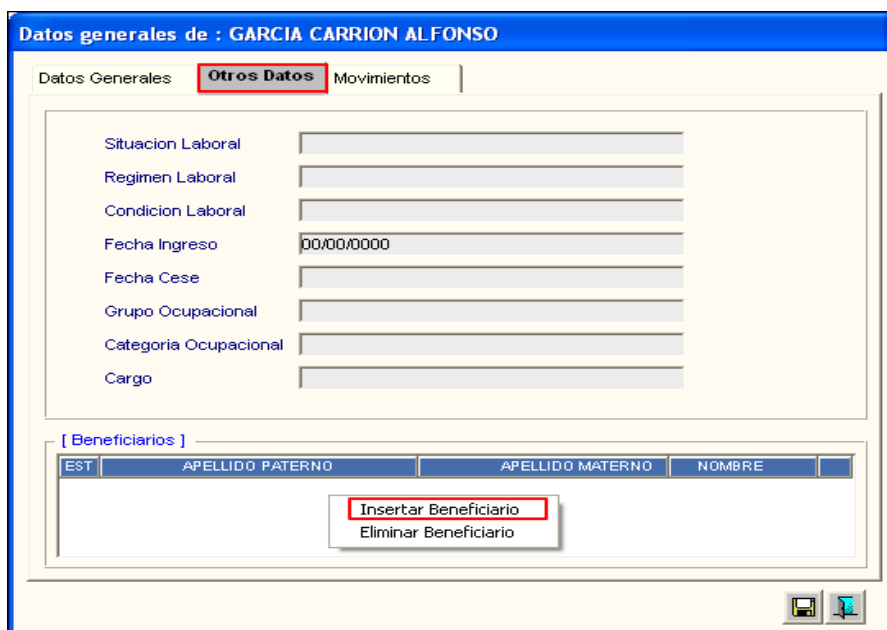 Datos generales de : GARCIA CARRION ALFONSO
Datos Generales Otros Datos Movimientos
Situacion Laboral
Regimen Laboral
Condicion Laboral
Fecha Ingreso 00/00/0000
Fecha Cese
Grupo Ocupacional
Categoria Ocupacional
Cargo
[ Beneficiarios ]
EST APELLIDO PATERNO APELLIDO MATERNO NOMBRE
Insertar Beneficiario
Eliminar Beneficiario